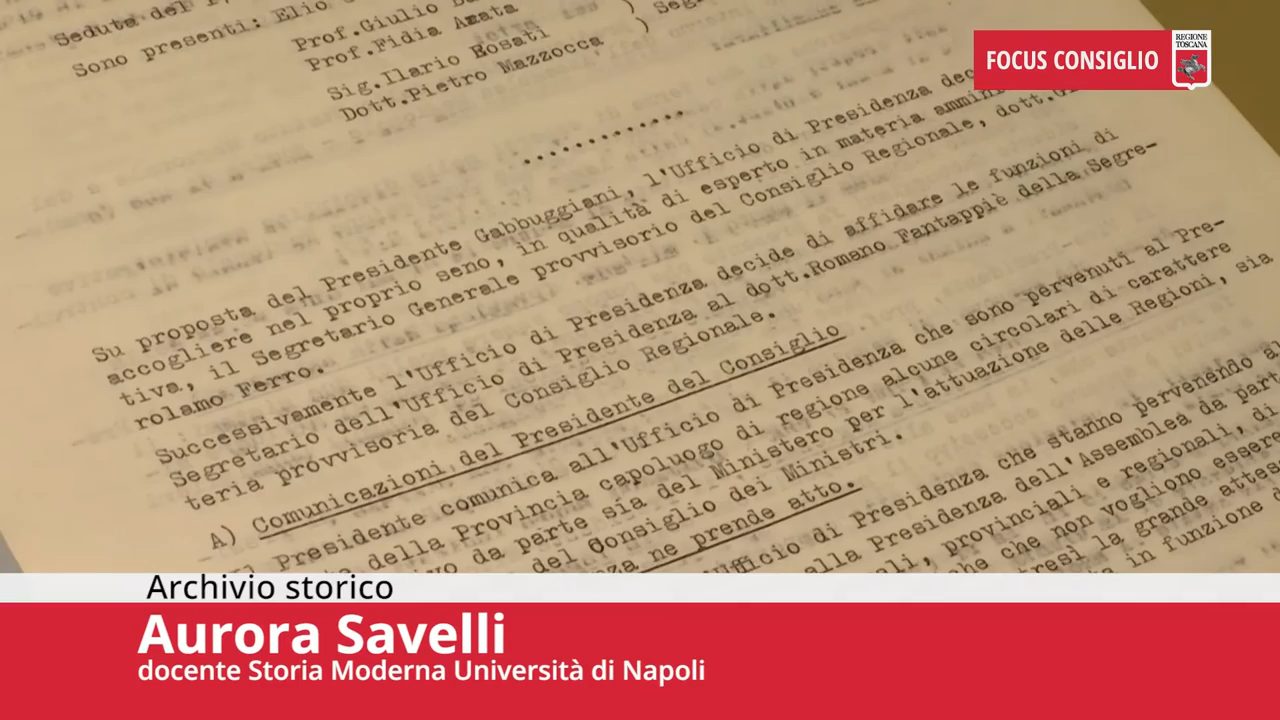 Seduta del
Sono presenti: Elio
Prof.Giulio
Prof.Fidia Amata
Sig.Ilario Rosati
Dott.Pietro Mazzocca
FOCUS CONSIGLIO
REGIONE
TOSCANA
Su proposta del Presidente Gabbuggiani, l'Ufficio di Presidenza
accogliere nel proprio seno, in qualità di esperto in materia
tiva, il Segretario Generale provvisorio del Consiglio Regionale,
rolamo Ferro.
Successivamente l'Ufficio di Presidenza decide di affidare le funzioni di
Segretario dell'Ufficio di Presidenza al dott.Romano Fantappiè della Segre-
teria provvisoria del Consiglio Regionale.
A) Comunicazioni del Presidente del Consiglio
Presidente comunica all'Ufficio di Presidenza che sono pervenuti al Pre-
della Provincia capoluogo di regione alcune circolari di carattere
da parte sia del Ministero per l'attuazione delle Regioni, sia
del Consiglio dei Ministri.
ne prende atto.
di Presidenza che stanno pervenendo
alla Presidenza dell'Assemblea da
provinciali e regionali, di
che non vogliono
la grande
in funzione
Archivio storico
Aurora Savelli
docente Storia Moderna Università di Napoli